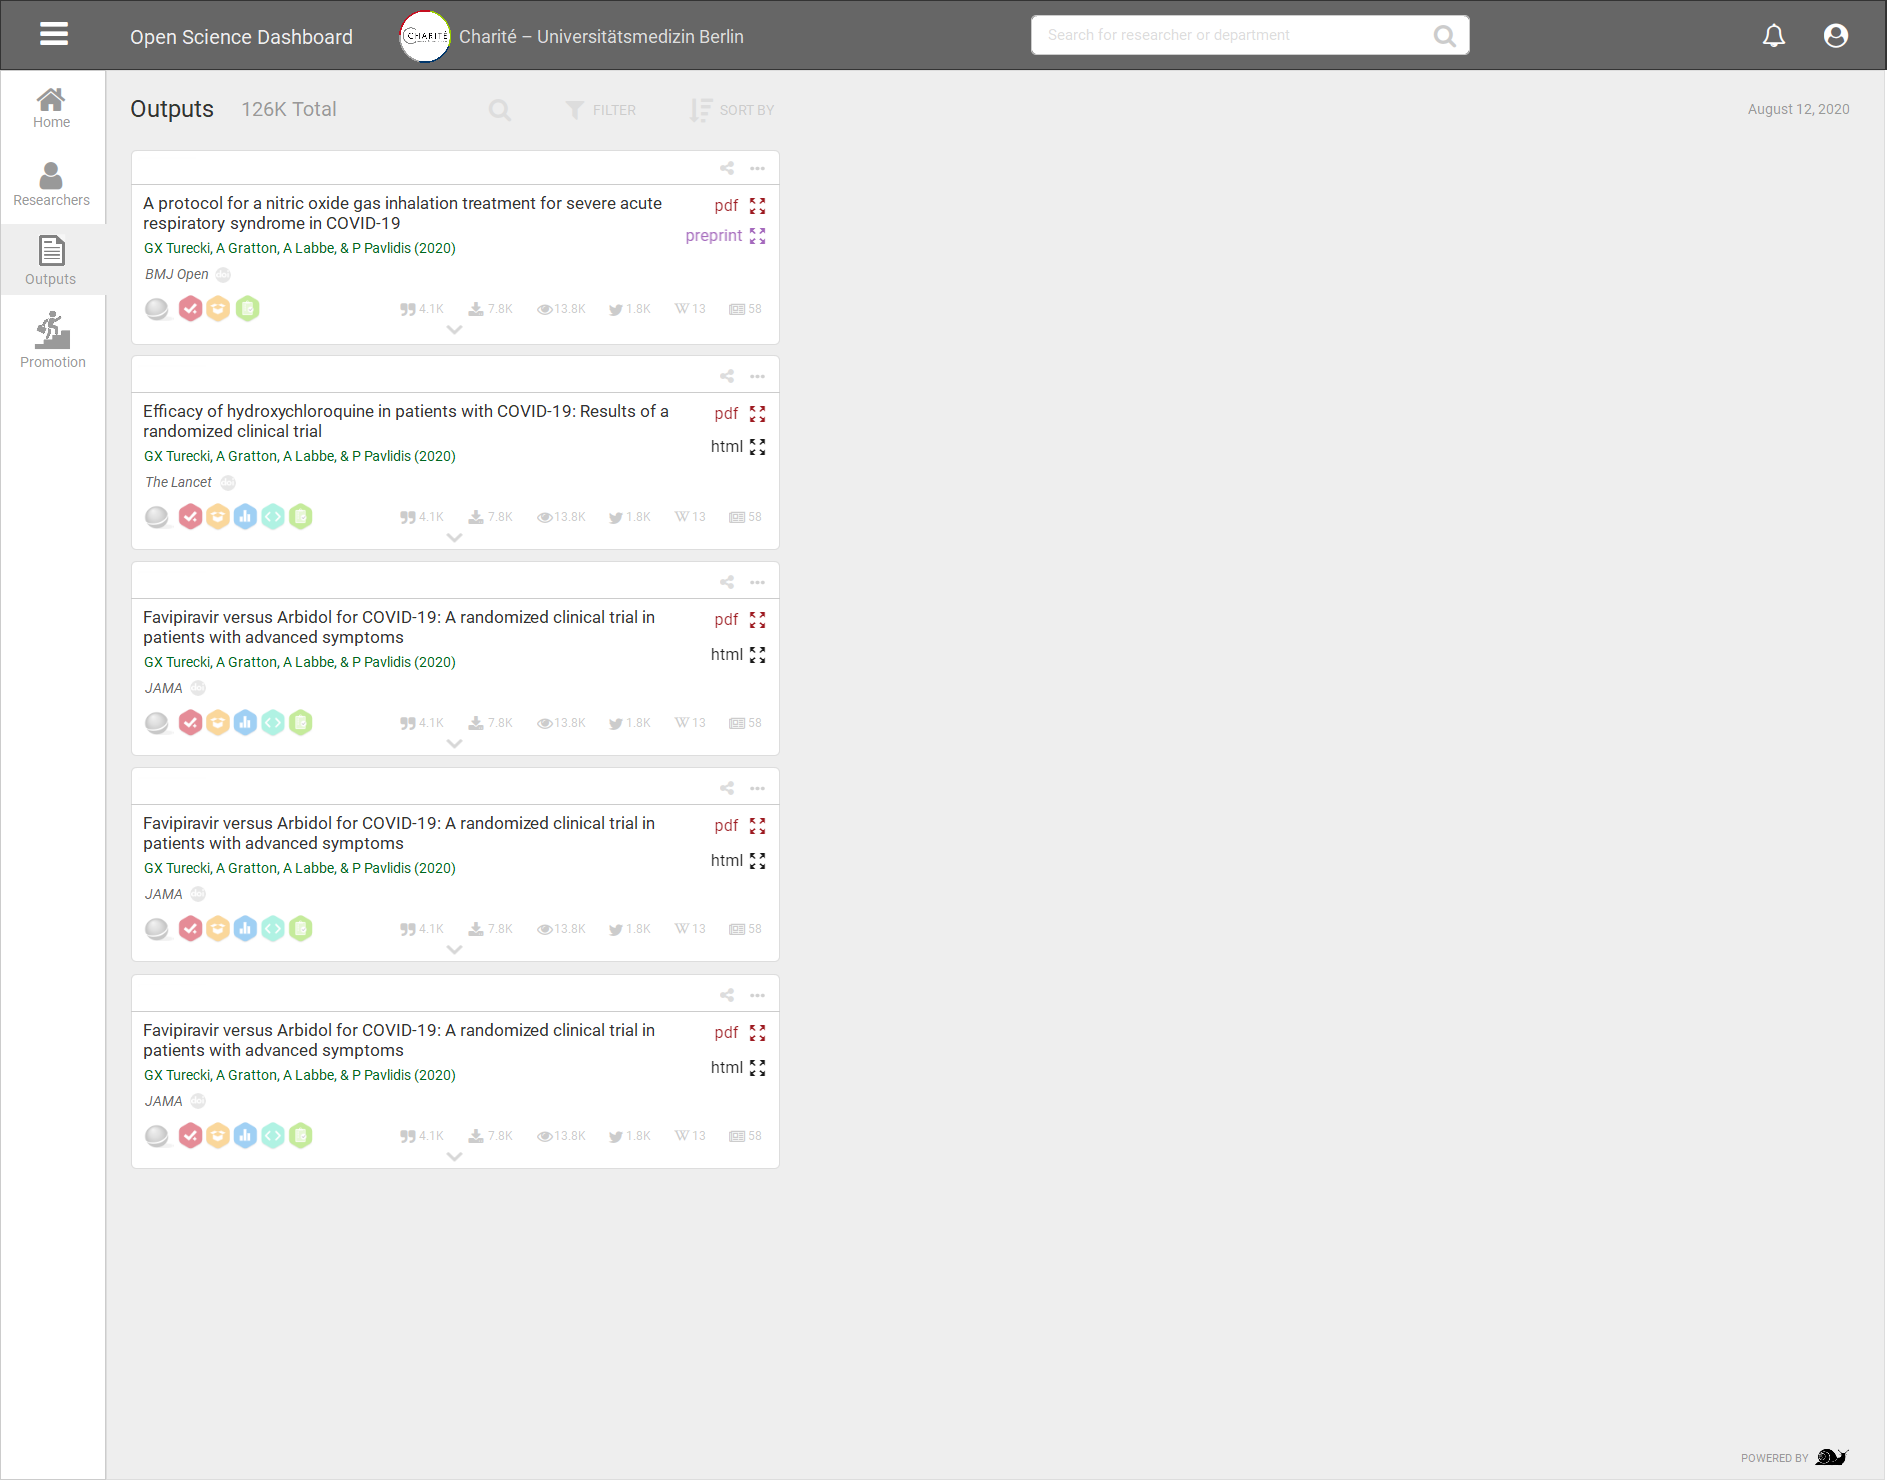 Open Science Dashboard
CHARITÉ
Charité – Universitätsmedizin Berlin
Search for researcher or department
Home
Researchers
Outputs
Promotion
Outputs
126K Total
FILTER
SORT BY
August 12, 2020
A protocol for a nitric oxide gas inhalation treatment for severe acute
respiratory syndrome in COVID-19
pdf
preprint
GX Turecki, A Gratton, A Labbe, & P Pavlidis (2020)
BMJ Open doi
4.1K 7.8K 13.8K 1.8K W 13 58
Efficacy of hydroxychloroquine in patients with COVID-19: Results of a
randomized clinical trial
pdf
html
GX Turecki, A Gratton, A Labbe, & P Pavlidis (2020)
The Lancet doi
4.1K 7.8K 13.8K 1.8K W 13 58
Favipiravir versus Arbidol for COVID-19: A randomized clinical trial in
patients with advanced symptoms
pdf
html
GX Turecki, A Gratton, A Labbe, & P Pavlidis (2020)
JAMA doi
4.1K 7.8K 13.8K 1.8K W 13 58
Favipiravir versus Arbidol for COVID-19: A randomized clinical trial in
patients with advanced symptoms
pdf
html
GX Turecki, A Gratton, A Labbe, & P Pavlidis (2020)
JAMA doi
4.1K 7.8K 13.8K 1.8K W 13 58
Favipiravir versus Arbidol for COVID-19: A randomized clinical trial in
patients with advanced symptoms
pdf
html
GX Turecki, A Gratton, A Labbe, & P Pavlidis (2020)
JAMA doi
4.1K 7.8K 13.8K 1.8K W 13 58
POWERED BY